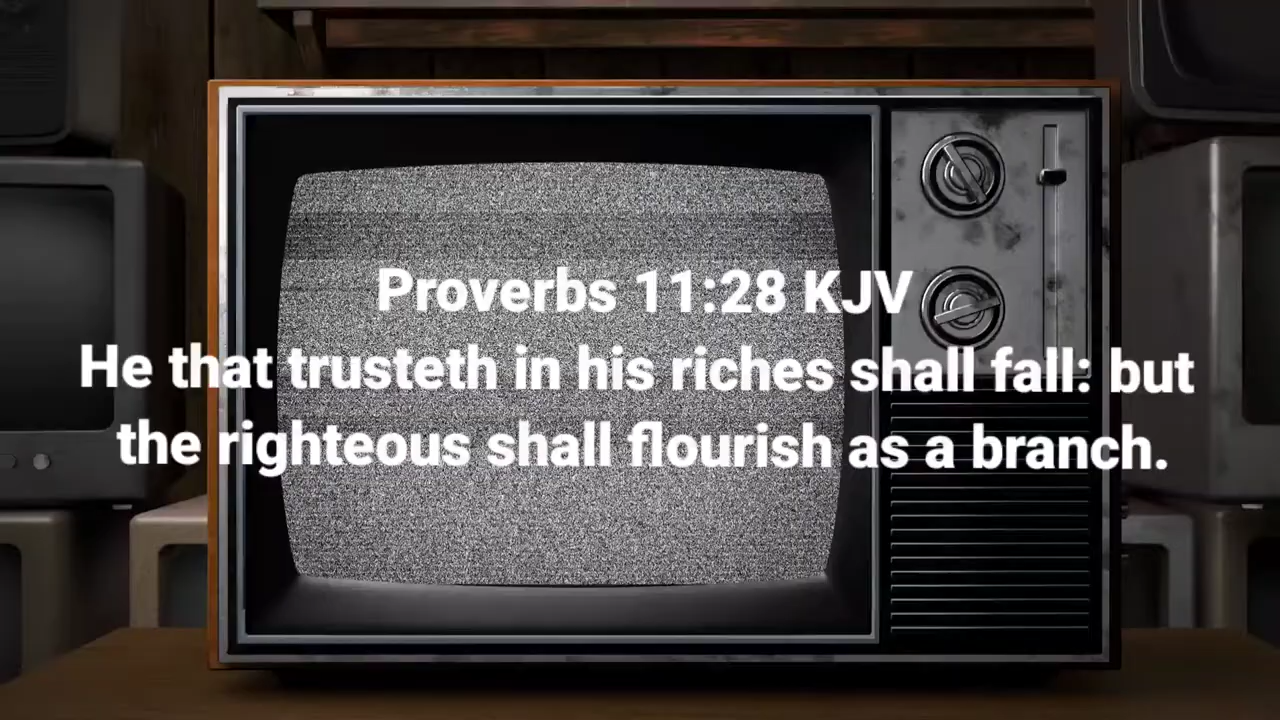 Proverbs 11:28 KJV
He that trusteth in his riches shall fall: but
the righteous shall flourish as a branch.